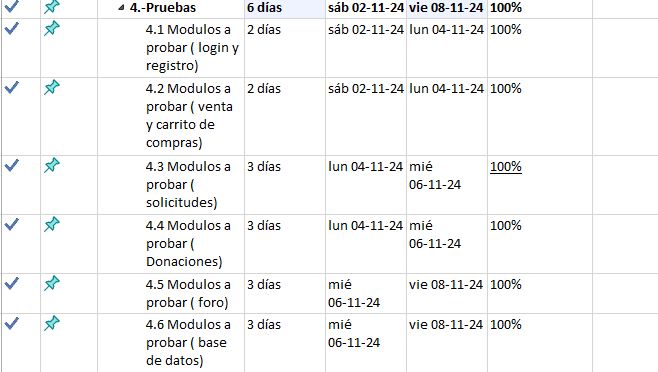 4.-Pruebas 6 días sáb 02-11-24 vie 08-11-24 100%
4.1 Modulos a 2 días sáb 02-11-24 lun 04-11-24 100%
probar ( login y
registro)
4.2 Modulos a 2 días sáb 02-11-24 lun 04-11-24 100%
probar ( venta
y carrito de
compras)
4.3 Modulos a 3 días lun 04-11-24 mié 100%
probar ( 06-11-24
solicitudes)
4.4 Modulos a 3 días lun 04-11-24 mié 100%
probar ( 06-11-24
Donaciones)
4.5 Modulos a 3 días mié vie 08-11-24 100%
probar ( foro) 06-11-24
4.6 Modulos a 3 días mié vie 08-11-24 100%
probar ( base 06-11-24
de datos)